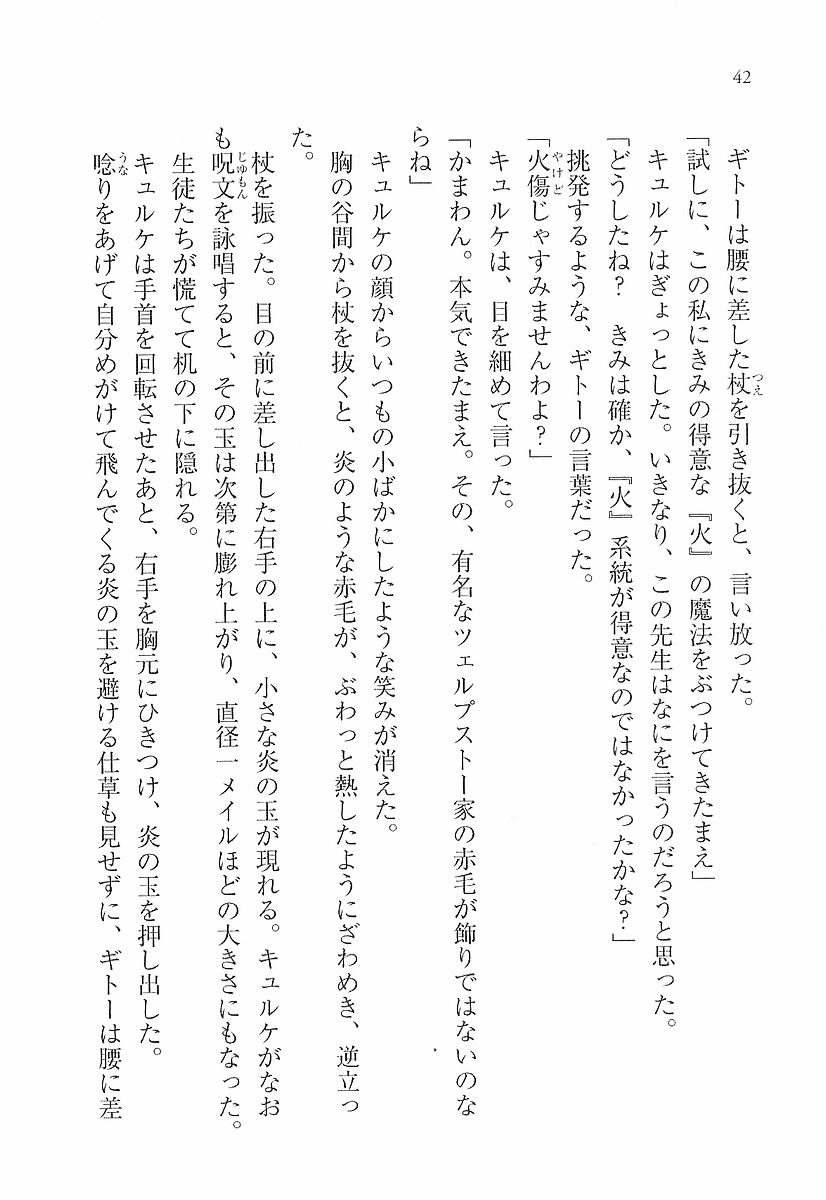 42
ギトーは腰に差した杖を引き抜くと、言い放った。
「試しに、この私にきみの得意な『火』の魔法をぶつけてきたまえ」
キュルケはぎょっとした。いきなり、この先生はなにを言うのだろうと思った。
「どうしたね？　きみは確か、『火』系統が得意なのではなかったかな？」
挑発するような、ギトーの言葉だった。
「火傷じゃすみませんわよ？」
キュルケは、目を細めて言った。
「かまわん。本気できたまえ。その、有名なツェルプストー家の赤毛が飾りではないのな
らね」
キュルケの顔からいつもの小ばかにしたような笑みが消えた。
胸の谷間から杖を抜くと、炎のような赤毛が、ぶわっと熱したようにざわめき、逆立っ
た。
杖を振った。目の前に差し出した右手の上に、小さな炎の玉が現れる。キュルケがなお
も呪文を詠唱すると、その玉は次第に膨れ上がり、直径一メイルほどの大きさにもなった。
生徒たちが慌てて机の下に隠れる。
キュルケは手首を回転させたあと、右手を胸元にひきつけ、炎の玉を押し出した。
唸りをあげて自分めがけて飛んでくる炎の玉を避ける仕草も見せずに、ギトーは腰に差